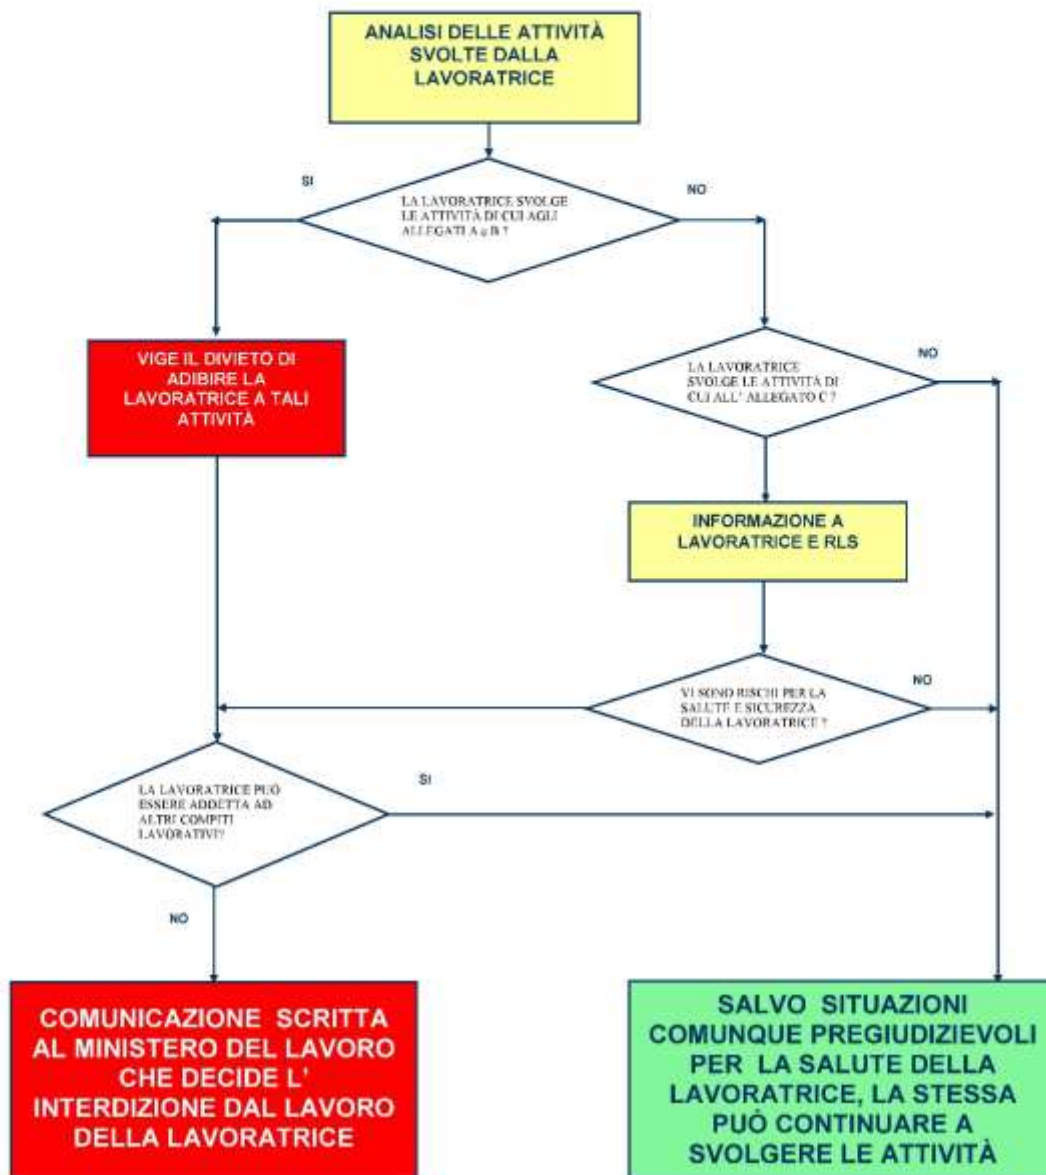 ANALISI DELLE ATTIVITÀ
SVOLTE DALLA
LAVORATRICE
SI
NO
LA LAVORATRICE SVOLGE
LE ATTIVITÀ DI CUI AGLI
ALLEGATI A e B ?
VIGE IL DIVIETO DI
ADIBIRE LA
LAVORATRICE A TALI
ATTIVITÀ
NO
LA LAVORATRICE
SVOLGE LE ATTIVITÀ DI
CUI ALL' ALLEGATO C ?
INFORMAZIONE A
LAVORATRICE E RLS
NO
VI SONO RISCHI PER LA
SALUTE E SICUREZZA
DELLA LAVORATRICE ?
SI
LA LAVORATRICE PUÒ
ESSERE ADDETTA AD
ALTRI COMPITI
LAVORATIVI?
NO
COMUNICAZIONE SCRITTA
AL MINISTERO DEL LAVORO
CHE DECIDE L'
INTERDIZIONE DAL LAVORO
DELLA LAVORATRICE
SALVO SITUAZIONI
COMUNQUE PREGIUDIZIEVOLI
PER LA SALUTE DELLA
LAVORATRICE, LA STESSA
PUÒ CONTINUARE A
SVOLGERE LE ATTIVITÀ